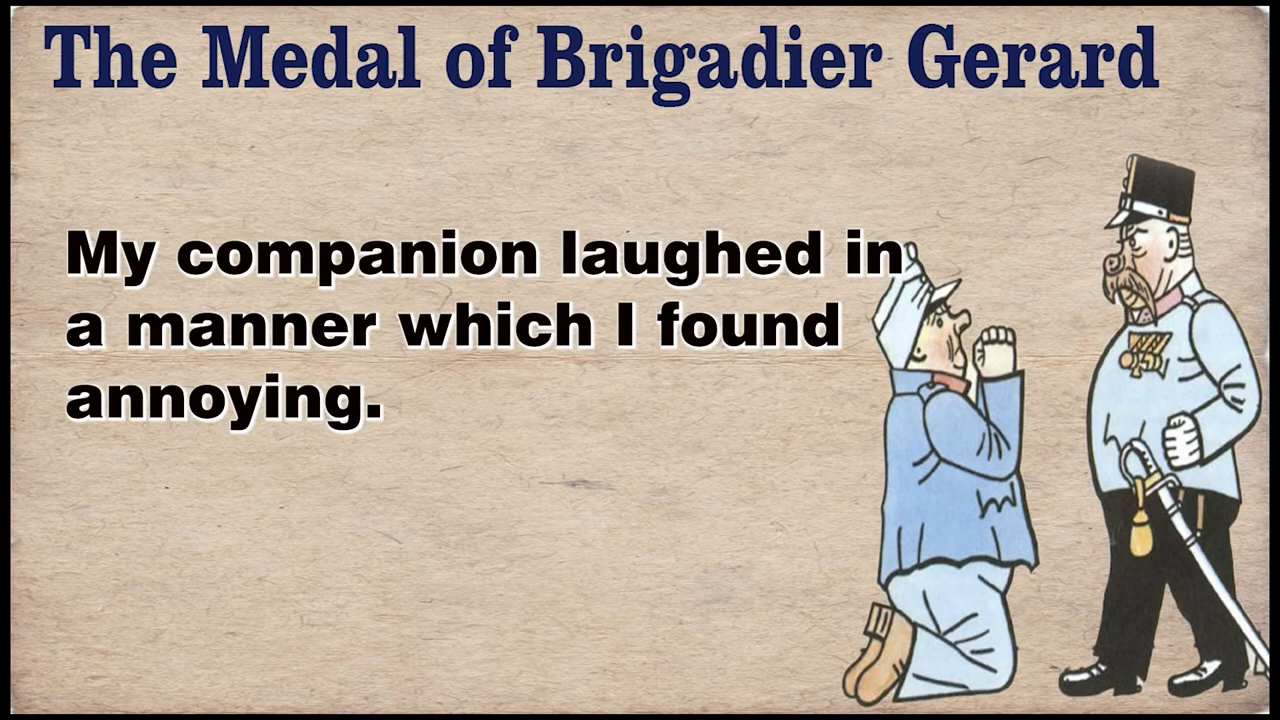 The Medal of Brigadier Gerard
My companion laughed in
a manner which I found
annoying.